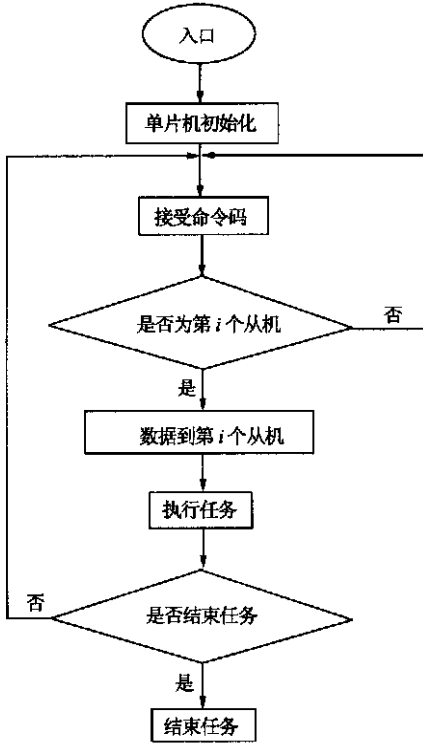 入口
单片机初始化
接受命令码
是否为第 i 个从机
否
是
数据到第 i 个从机
执行任务
否
是否结束任务
是
结束任务